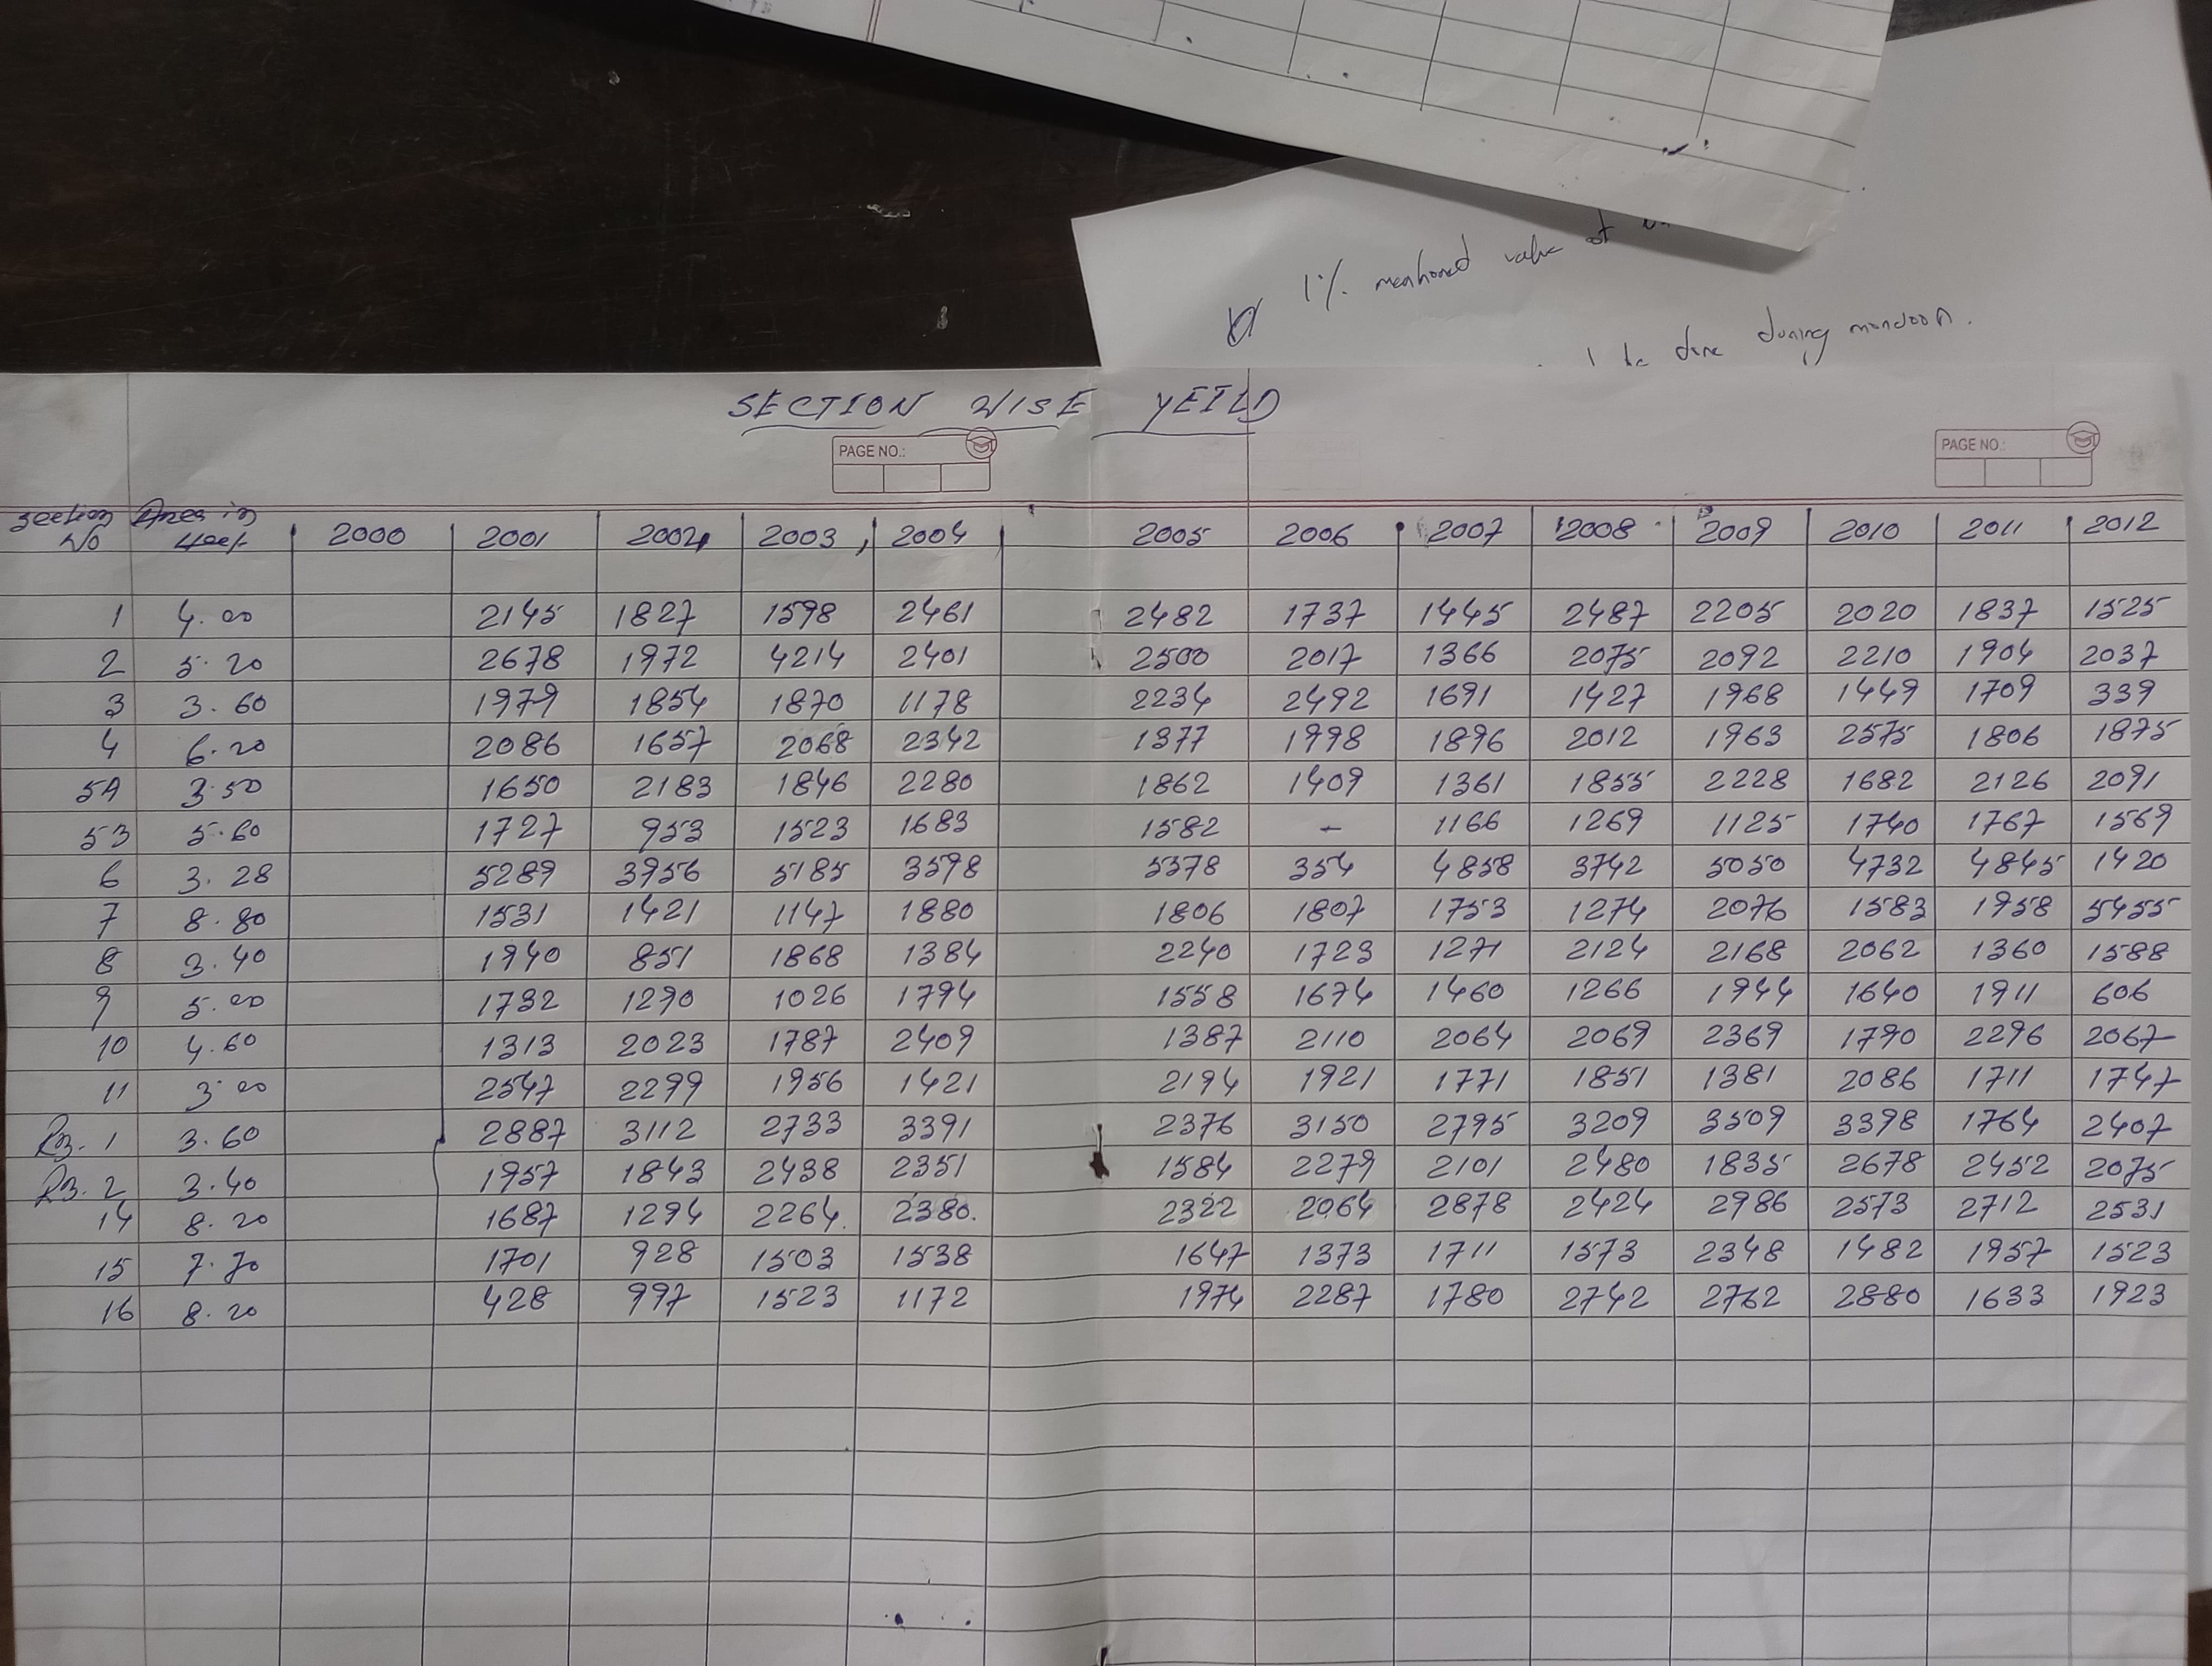 1% mentioned value of
be done during monsoon.
SECTION WISE YEILD
PAGE NO.: PAGE NO.:
Section No Area in Hect. 2000 2001 2002 2003 2004 2005 2006 2007 2008 2009 2010 2011 2012
1 4.00 2145 1827 1598 2461 2482 1737 1445 2487 2205 2020 1837 1525
2 5.20 2678 1972 4214 2401 2500 2017 1366 2075 2092 2210 1904 2037
3 3.60 1979 1854 1870 1178 2234 2492 1691 1427 1968 1449 1709 339
4 6.20 2086 1657 2068 2342 1377 1998 1896 2012 1963 2575 1806 1875
5A 3.50 1650 2183 1846 2280 1862 1409 1361 1855 2228 1682 2126 2091
5B 5.60 1727 953 1523 1683 1582 - 1166 1269 1125 1740 1767 1569
6 3.28 5289 3956 5185 3598 5378 354 4858 3742 5050 4732 4845 1420
7 8.80 1531 1421 1147 1880 1806 1807 1753 1274 2076 1583 1958 5455
8 3.40 1940 851 1868 1384 2240 1723 1271 2124 2168 2062 1360 1588
9 5.00 1732 1290 1026 1794 1558 1674 1460 1266 1944 1640 1911 606
10 4.60 1313 2023 1787 2409 1387 2110 2064 2069 2369 1790 2296 2067
11 3.00 2547 2299 1956 1421 2194 1921 1771 1851 1381 2086 1711 1747
RB.1 3.60 2887 3112 2733 3391 2376 3150 2795 3209 3509 3398 1764 2407
RB.2 3.40 1957 1843 2438 2351 1584 2279 2101 2480 1835 2678 2452 2075
14 8.20 1687 1294 2264 2380 2322 2064 2878 2424 2986 2573 2712 2531
15 7.70 1701 928 1503 1538 1647 1373 1711 1573 2348 1482 1957 1523
16 8.20 428 997 1523 1172 1974 2287 1780 2742 2762 2880 1633 1923